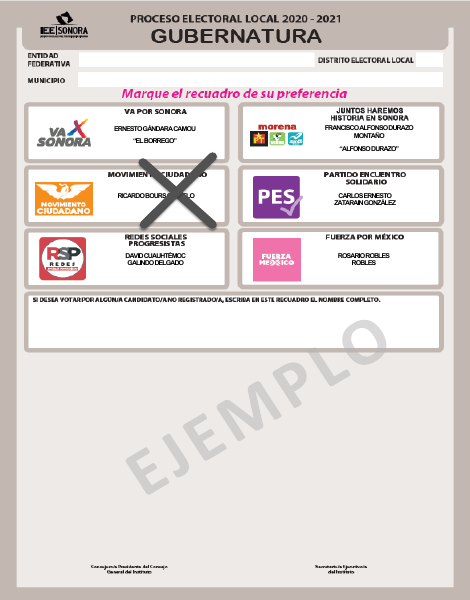 IEE SONORA
PROCESO ELECTORAL LOCAL 2020 - 2021
GUBERNATURA
ENTIDAD
FEDERATIVA
DISTRITO ELECTORAL LOCAL
MUNICIPIO
Marque el recuadro de su preferencia
VA X
SONORA
VA POR SONORA
ERNESTO GÁNDARA CAMOU
"EL BORREGO"
morena
JUNTOS HAREMOS
HISTORIA EN SONORA
FRANCISCO ALFONSO DURAZO
MONTAÑO
"ALFONSO DURAZO"
MOVIMIENTO
CIUDADANO
MOVIMIENTO CIUDADANO
RICARDO BOURS
PES
PARTIDO ENCUENTRO
SOLIDARIO
CARLOS ERNESTO
ZATARAIN GONZÁLEZ
RSP
REDES
REDES SOCIALES
PROGRESISTAS
DAVID CUAUHTÉMOC
GALINDO DELGADO
FUERZA
MÉXICO
FUERZA POR MÉXICO
ROSARIO ROBLES
ROBLES
SI DESEA VOTAR POR ALGÚN/A CANDIDATO/A NO REGISTRADO/A, ESCRIBA EN ESTE RECUADRO EL NOMBRE COMPLETO.
EJEMPLO
Consejero/a Presidente del Consejo
General del Instituto
Secretario/a Ejecutivo/a
del Instituto